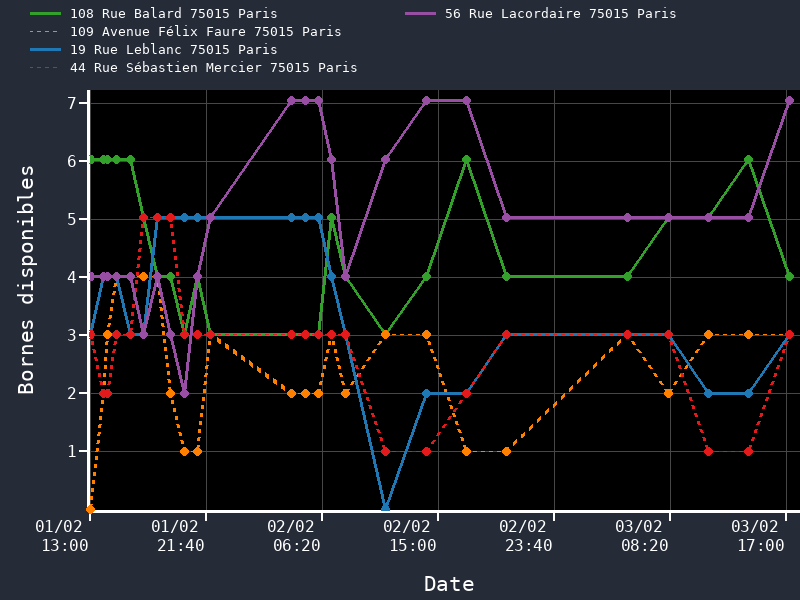 108 Rue Balard 75015 Paris
56 Rue Lacordaire 75015 Paris
109 Avenue Félix Faure 75015 Paris
19 Rue Leblanc 75015 Paris
44 Rue Sébastien Mercier 75015 Paris
Bornes disponibles
7
6
5
4
3
2
1
01/02 13:00
01/02 21:40
02/02 06:20
02/02 15:00
02/02 23:40
03/02 08:20
03/02 17:00
Date